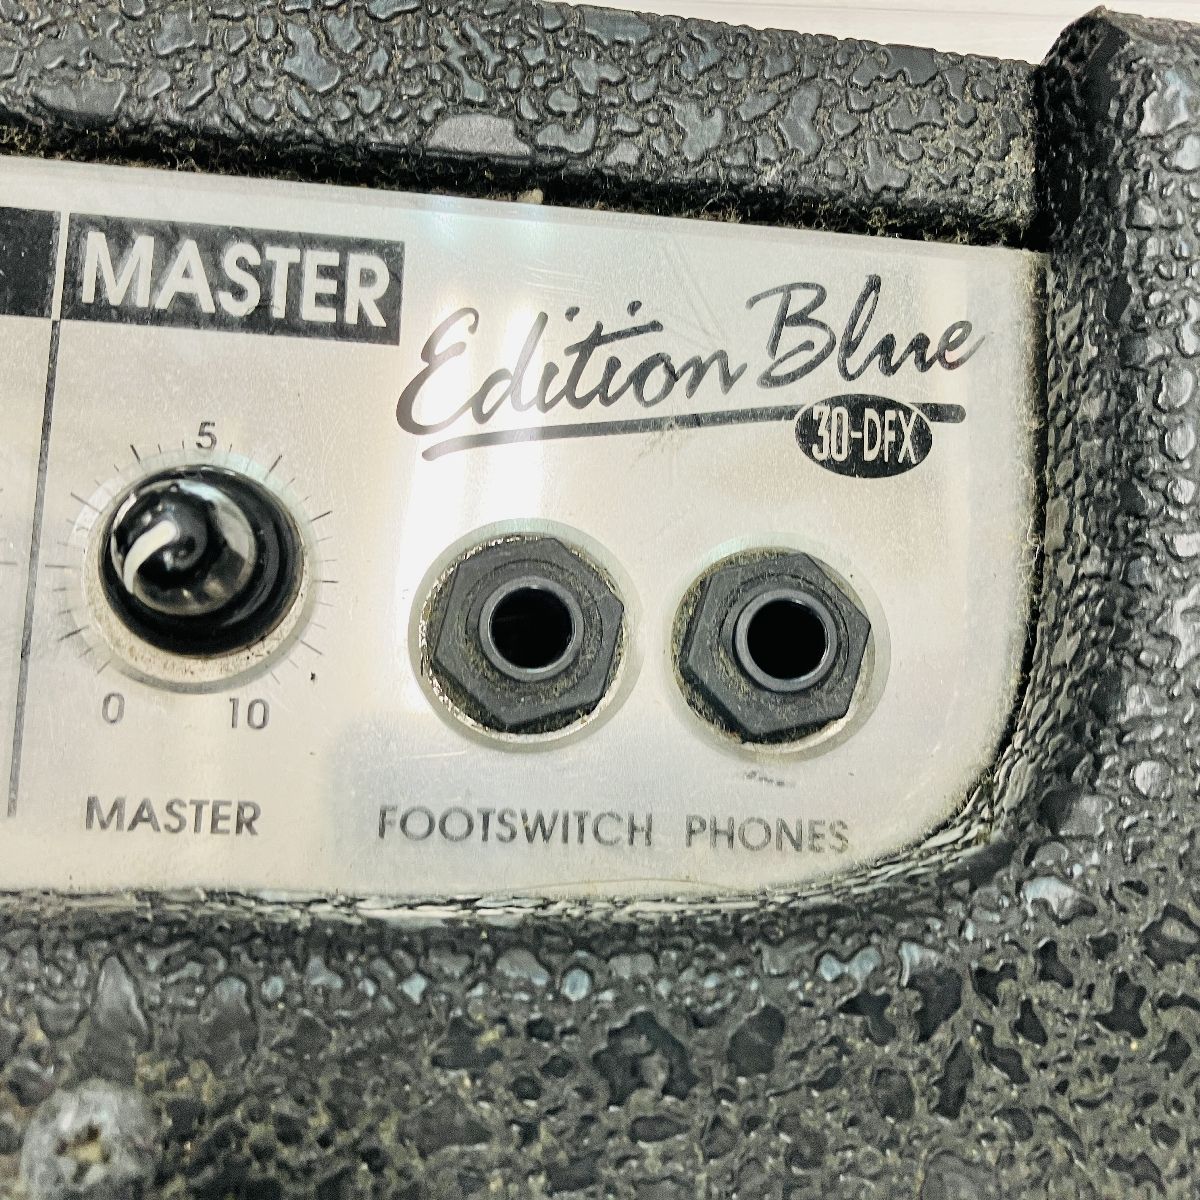 MASTER
Edition Blue
30-DFX
5
0 10
MASTER
FOOTSWITCH PHONES